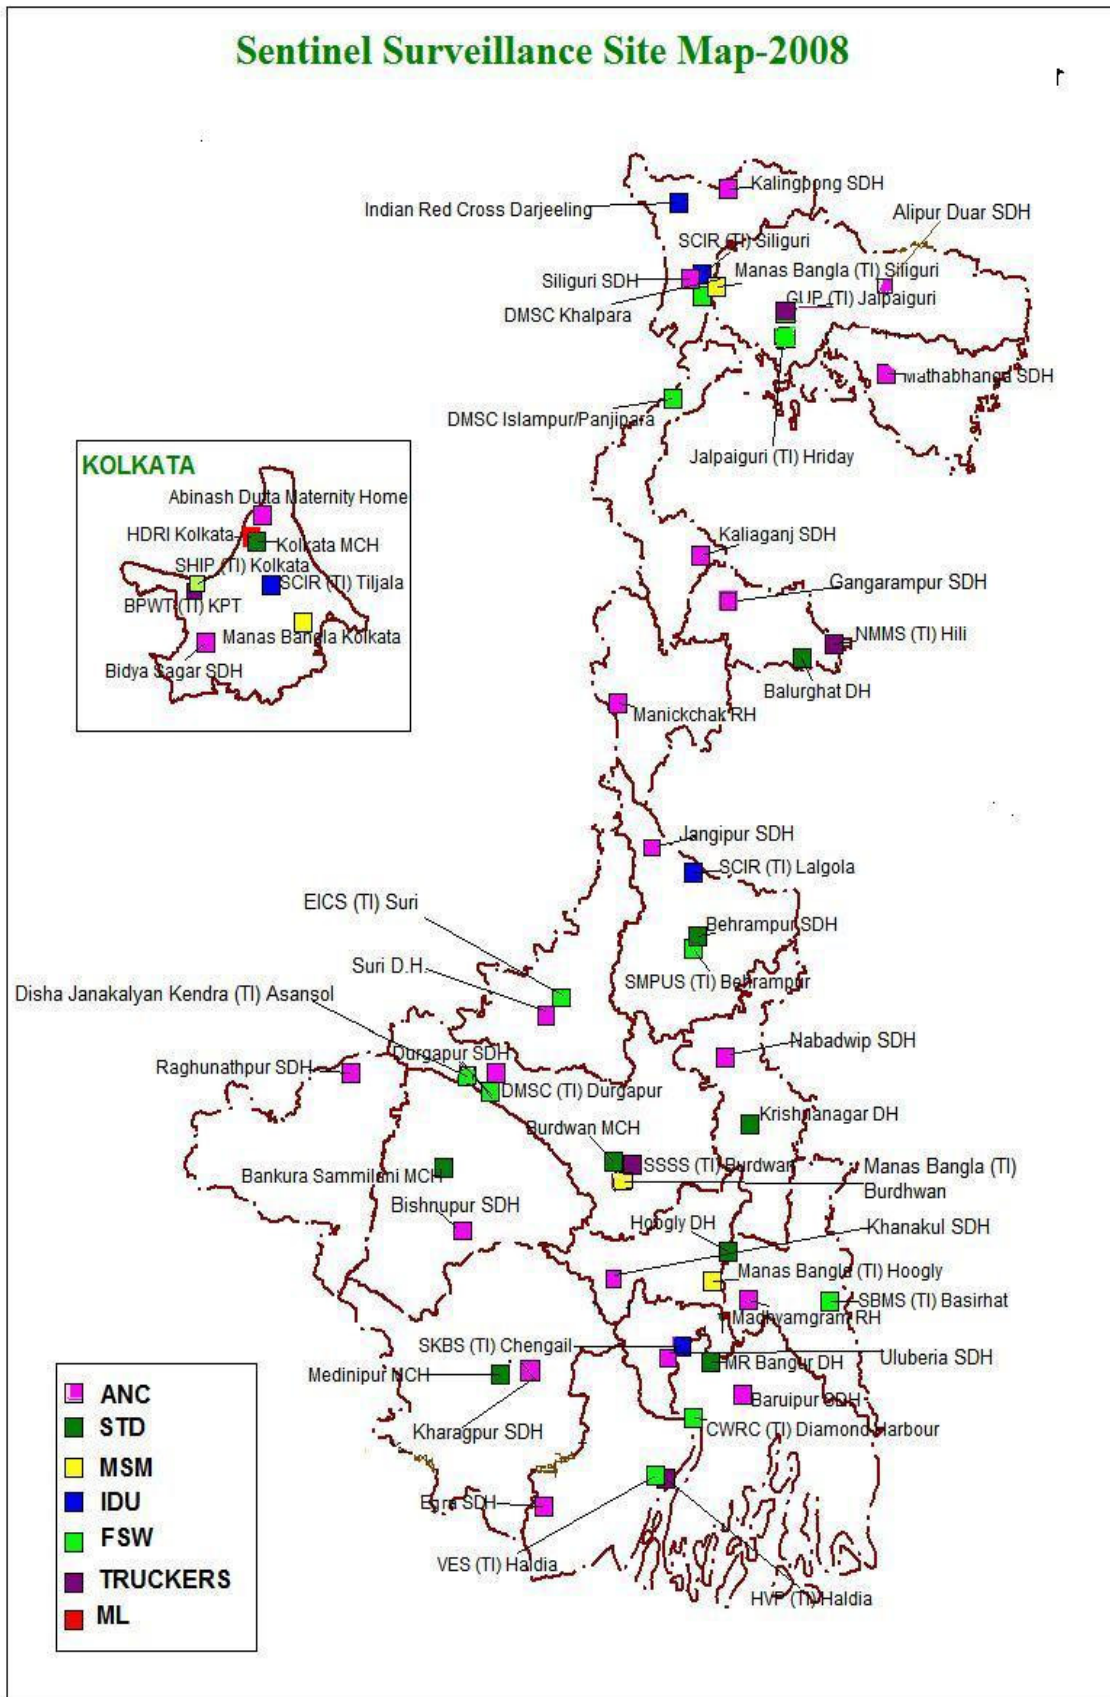 Sentinel Surveillance Site Map-2008
Kalingpong SDH
Indian Red Cross Darjeeling
Alipur Duar SDH
SCIR (TI) Siliguri
Manas Bangla (TI) Siliguri
Siliguri SDH
GUP (TI) Jalpaiguri
DMSC Khalpara
Mathabhanga SDH
DMSC Islampur/Panjipara
Jalpaiguri (TI) Hriday
KOLKATA
Abinash Dutta Maternity Home
HDRI Kolkata
Kolkata MCH
SHIP (TI) Kolkata
SCIR (TI) Tiljala
BPWT (TI) KPT
Manas Bangla Kolkata
Bidya Sagar SDH
Kaliaganj SDH
Gangarampur SDH
NMMS (TI) Hili
Balurghat DH
Manickchak RH
Jangipur SDH
SCIR (TI) Lalgola
EICS (TI) Suri
Behrampur SDH
Suri D.H.
SMPUS (TI) Behrampur
Disha Janakalyan Kendra (TI) Asansol
Nabadwip SDH
Durgapur SDH
Raghunathpur SDH
DMSC (TI) Durgapur
Krishnanagar DH
Burdwan MCH
SSSS (TI) Burdwan
Manas Bangla (TI)
Burdhwan
Bankura Sammilani MCH
Bishnupur SDH
Hoogly DH
Khanakul SDH
Manas Bangla (TI) Hoogly
SBMS (TI) Basirhat
Madhyamgram RH
SKBS (TI) Chengail
Uluberia SDH
MR Bangur DH
Medinipur MCH
Baruipur SDH
Kharagpur SDH
CWRC (TI) Diamond Harbour
Egra SDH
VES (TI) Haldia
HVP (TI) Haldia
ANC
STD
MSM
IDU
FSW
TRUCKERS
ML